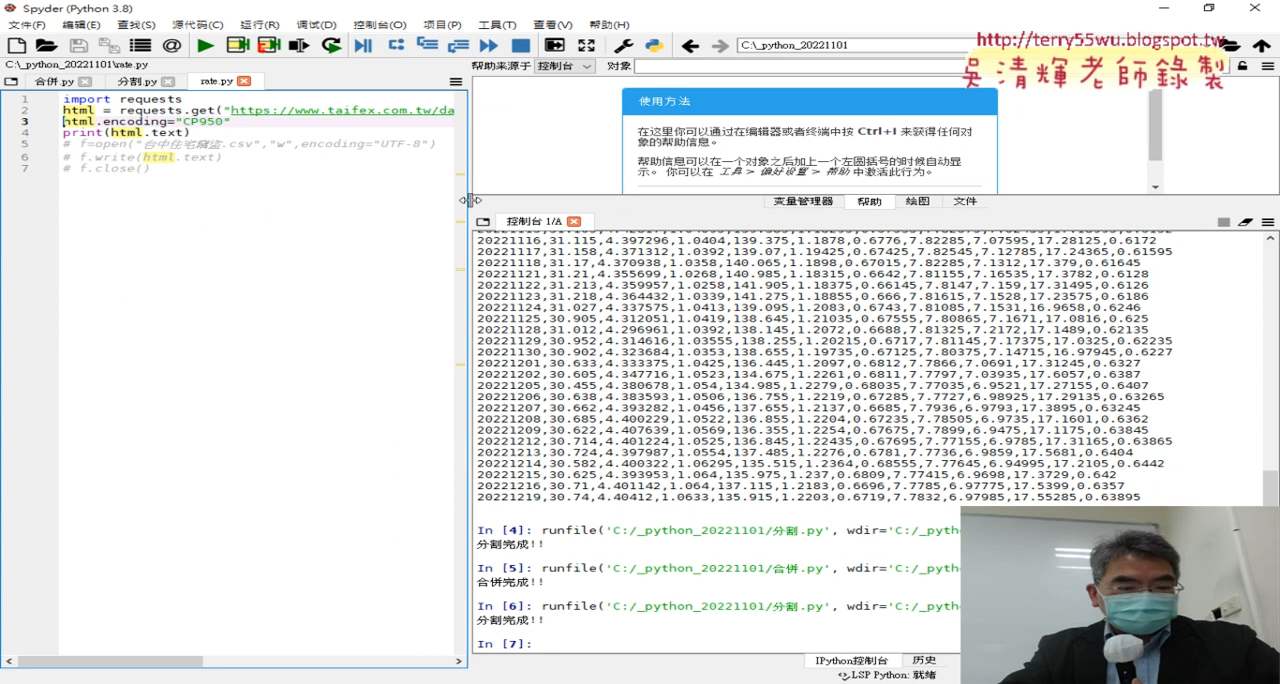 Spyder (Python 3.8)
文件(F) 编辑(E) 查找(S) 源代码(C) 运行(R) 调试(D) 控制台(O) 项目(P) 工具(T) 查看(V) 帮助(H)
C:\_python_20221101
http://terry55wu.blogspot.tw
吳清輝老師錄製
C:\_python_20221101\rate.py
帮助来源于 控制台 对象
合併.py 分割.py rate.py
1 import requests
2 html = requests.get("https://www.taifex.com.tw/da
3 html.encoding="CP950"
4 print(html.text)
5 # f=open("台中住宅竊盜.csv","w",encoding="UTF-8")
6 # f.write(html.text)
7 # f.close()
使用方法
在这里你可以通过在编辑器或者终端中按 Ctrl+I 来获得任何对
象的帮助信息。
帮助信息可以在一个对象之后加上一个左圆括号的时候自动显
示。 你可以在 工具 > 偏好设置 > 帮助 中激活此行为。
变量管理器 帮助 绘图 文件
控制台 1/A
20221116,31.115,4.397296,1.0404,139.375,1.1878,0.6776,7.82285,7.07595,17.28125,0.6172
20221117,31.158,4.371312,1.0392,139.07,1.19425,0.67425,7.82545,7.12785,17.24365,0.61595
20221118,31.17,4.370938,1.0358,140.065,1.1898,0.67015,7.82285,7.1312,17.379,0.61645
20221121,31.21,4.355699,1.0268,140.985,1.18315,0.6642,7.81155,7.16535,17.3782,0.6128
20221122,31.213,4.359957,1.0258,141.905,1.18375,0.66145,7.8147,7.159,17.31495,0.6126
20221123,31.218,4.364432,1.0339,141.275,1.18855,0.666,7.81615,7.1528,17.23575,0.6186
20221124,31.027,4.337575,1.0413,139.095,1.2083,0.6743,7.81085,7.1531,16.9658,0.6246
20221125,30.905,4.312051,1.0419,138.645,1.21035,0.67555,7.80865,7.1671,17.0816,0.625
20221128,31.012,4.296961,1.0392,138.145,1.2072,0.6688,7.81325,7.2172,17.1489,0.62135
20221129,30.952,4.314616,1.03555,138.255,1.20215,0.6717,7.81145,7.17375,17.0325,0.62235
20221130,30.902,4.323684,1.0353,138.655,1.19735,0.67125,7.80375,7.14715,16.97945,0.6227
20221201,30.633,4.333375,1.0425,136.445,1.2097,0.6812,7.7866,7.0691,17.31245,0.6327
20221202,30.605,4.347716,1.0523,134.675,1.2261,0.6811,7.7797,7.03935,17.6057,0.6387
20221205,30.455,4.380678,1.054,134.985,1.2279,0.68035,7.77035,6.9521,17.27155,0.6407
20221206,30.638,4.383593,1.0506,136.755,1.2219,0.67285,7.7727,6.98925,17.29135,0.63265
20221207,30.662,4.393282,1.0456,137.655,1.2137,0.6685,7.7936,6.9793,17.3895,0.63245
20221208,30.685,4.400229,1.0522,136.855,1.2204,0.67235,7.78505,6.9735,17.1601,0.6362
20221209,30.622,4.407639,1.0569,136.355,1.2254,0.67675,7.7899,6.9475,17.1175,0.63845
20221212,30.714,4.401224,1.0525,136.845,1.22435,0.67695,7.77155,6.9785,17.31165,0.63865
20221213,30.724,4.397987,1.0554,137.485,1.2276,0.6781,7.7736,6.9859,17.5681,0.6404
20221214,30.582,4.400322,1.06295,135.515,1.2364,0.68555,7.77645,6.94995,17.2105,0.6442
20221215,30.625,4.393953,1.064,135.975,1.237,0.6809,7.77415,6.9698,17.3729,0.642
20221216,30.71,4.401142,1.064,137.115,1.2183,0.6696,7.7785,6.97775,17.5399,0.6357
20221219,30.74,4.40412,1.0633,135.915,1.2203,0.6719,7.7832,6.97985,17.55285,0.63895
In [4]: runfile('C:/_python_20221101/分割.py', wdir='C:/_pyth
分割完成!!
In [5]: runfile('C:/_python_20221101/合併.py', wdir='C:/_pyth
合併完成!!
In [6]: runfile('C:/_python_20221101/分割.py', wdir='C:/_pyth
分割完成!!
In [7]:
IPython控制台 历史
LSP Python: 就绪